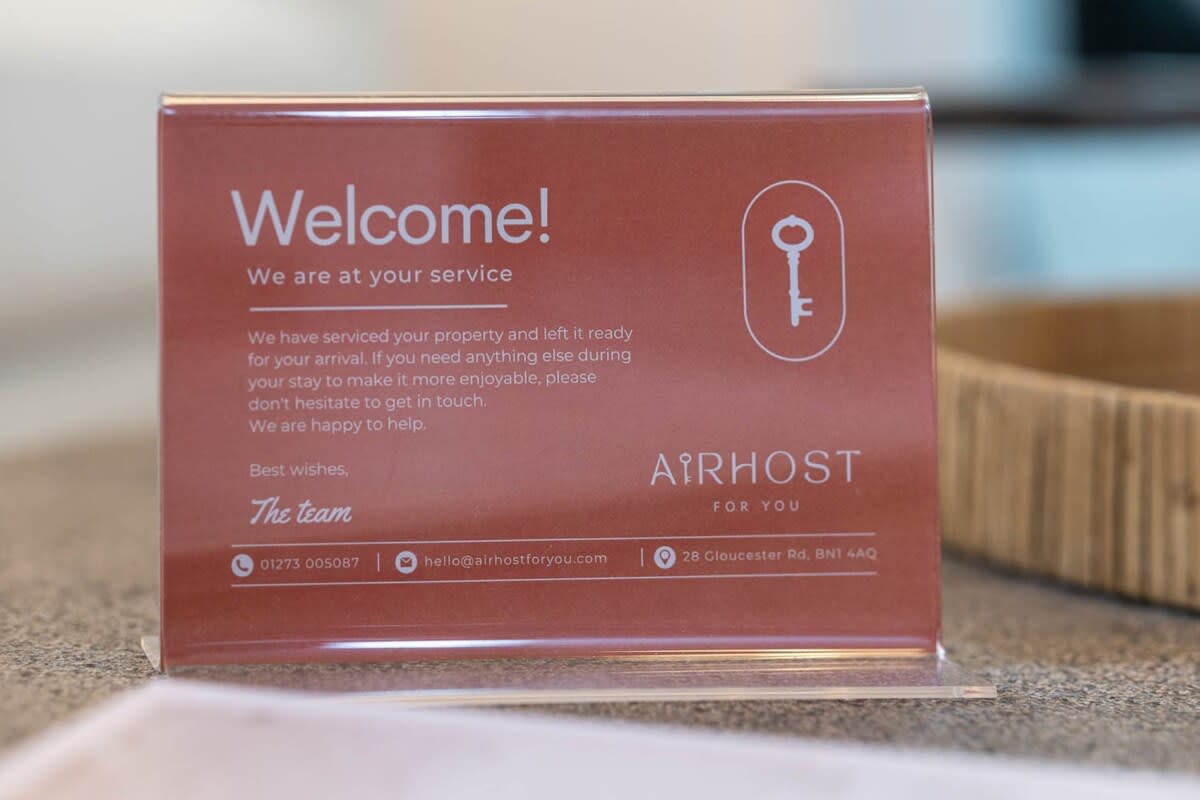 Welcome!
We are at your service
We have serviced your property and left it ready
for your arrival. If you need anything else during
your stay to make it more enjoyable, please
don't hesitate to get in touch.
We are happy to help.
Best wishes,
The team
AIRHOST
FOR YOU
01273 005087 | hello@airhostforyou.com | 28 Gloucester Rd, BN1 4AQ